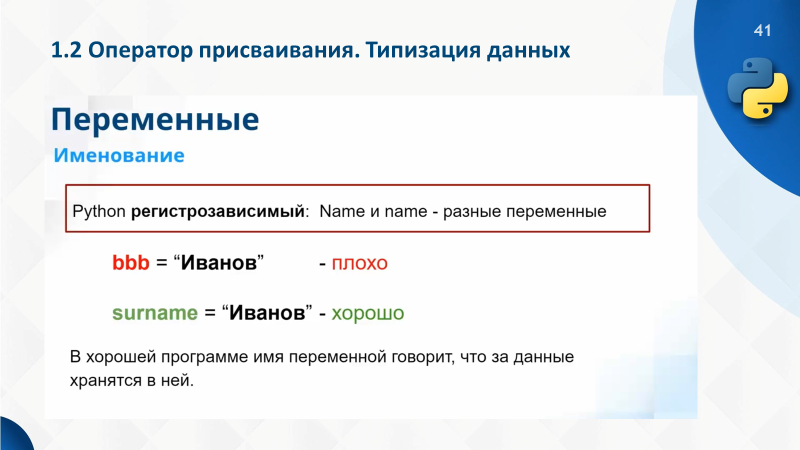 41
1.2 Оператор присваивания. Типизация данных
Переменные
Именование
Python регистрозависимый: Name и name - разные переменные
bbb = “Иванов” - плохо
surname = “Иванов” - хорошо
В хорошей программе имя переменной говорит, что за данные
хранятся в ней.